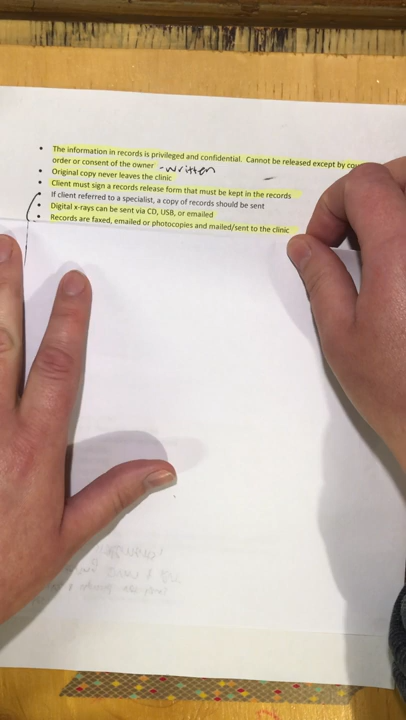 • The information in records is privileged and confidential. Cannot be released except by
order or consent of the owner -written
• Original copy never leaves the clinic
• Client must sign a records release form that must be kept in the records
• If client referred to a specialist, a copy of records should be sent
• Digital x-rays can be sent via CD, USB, or emailed
• Records are faxed, emailed or photocopies and mailed/sent to the clinic